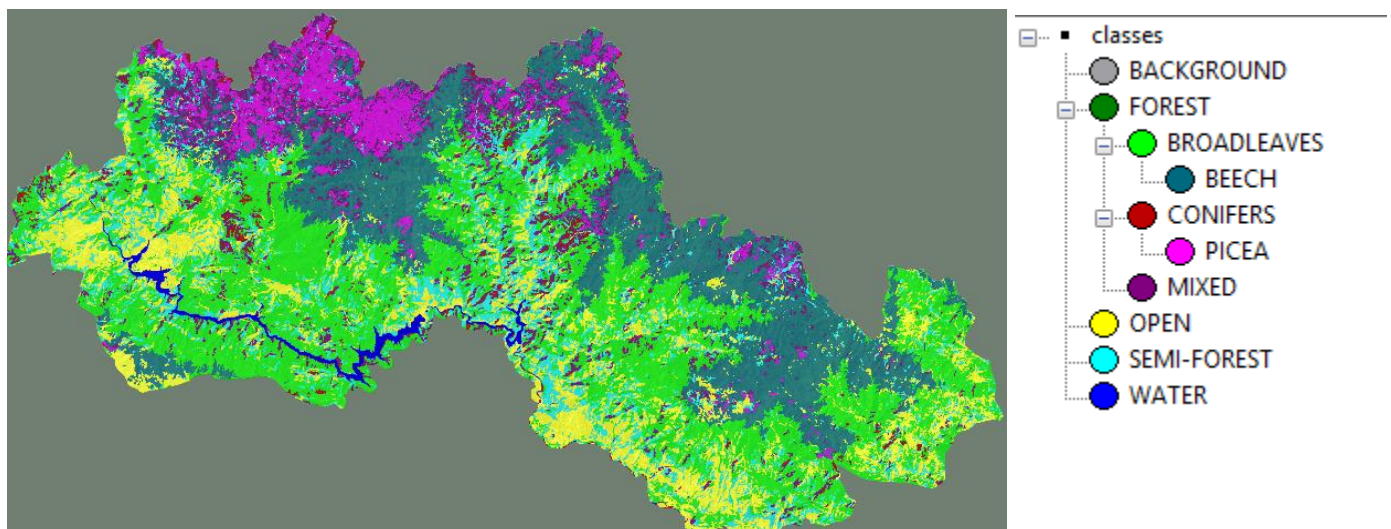 classes
BACKGROUND
FOREST
BROADLEAVES
BEECH
CONIFERS
PICEA
MIXED
OPEN
SEMI-FOREST
WATER